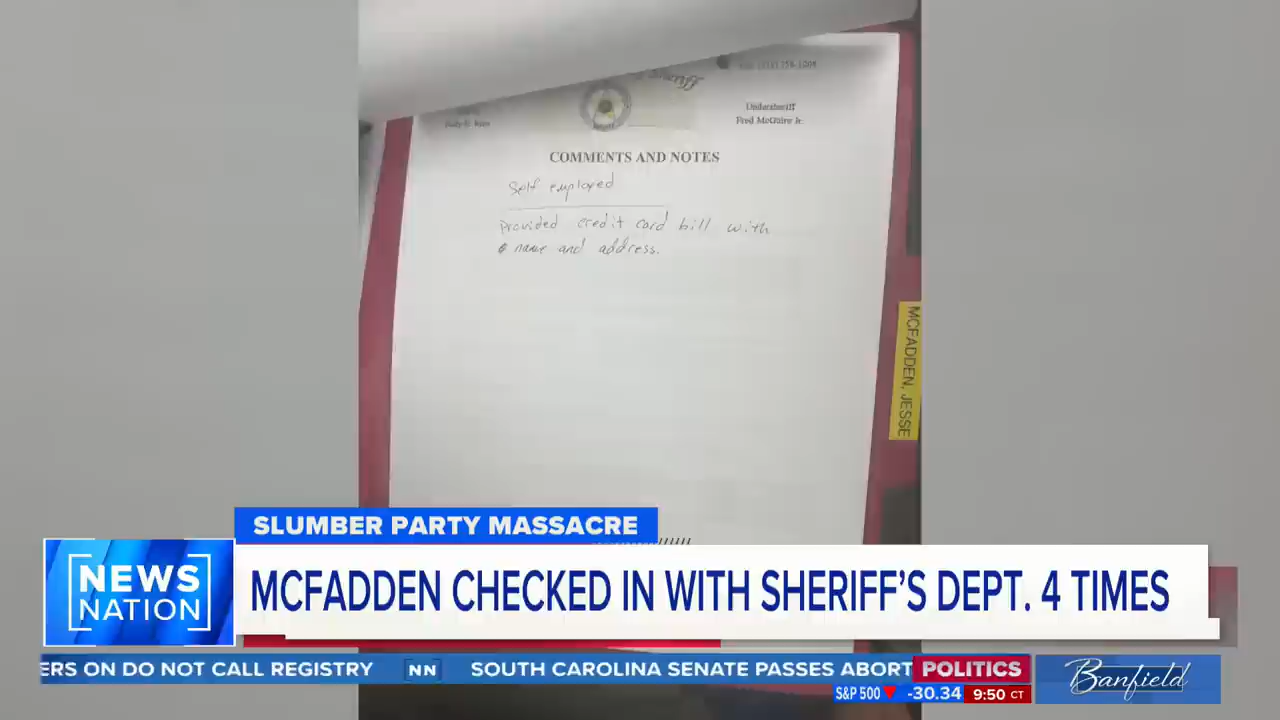 Sheriff
Undersheriff
Fred McGuire Jr.
COMMENTS AND NOTES
Self employed
Provided credit card bill with
name and address.
MCFADDEN, JESSE
SLUMBER PARTY MASSACRE
NEWS
NATION
MCFADDEN CHECKED IN WITH SHERIFF'S DEPT. 4 TIMES
ERS ON DO NOT CALL REGISTRY NN SOUTH CAROLINA SENATE PASSES ABORT POLITICS Banfield
S&P 500 ▼ -30.34 9:50 CT